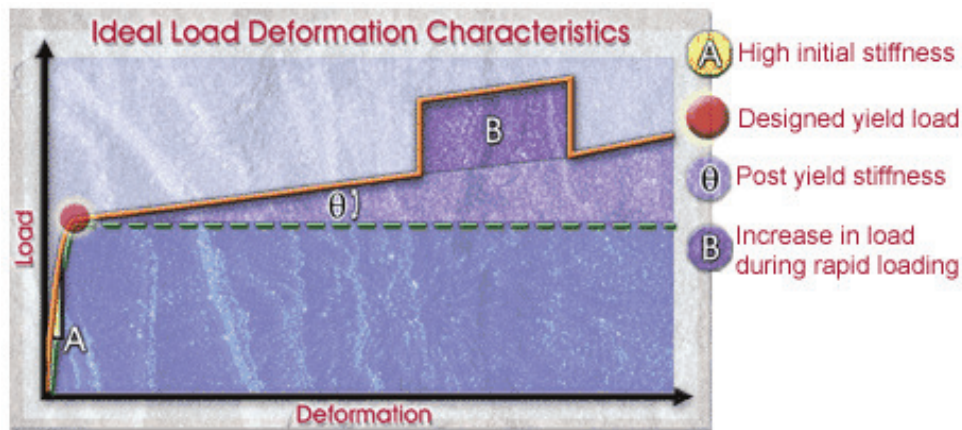 Ideal Load Deformation Characteristics
A High initial stiffness
Designed yield load
θ Post yield stiffness
B Increase in load
during rapid loading
B
θ
A
Load
Deformation